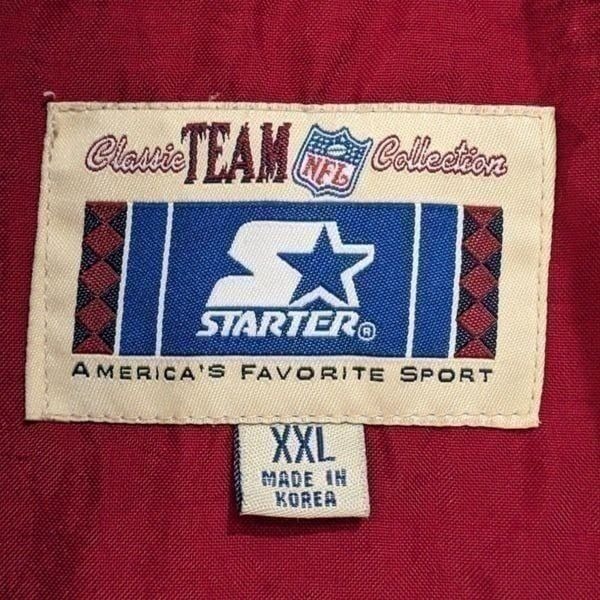 Classic TEAM NFL Collection
STARTER®
AMERICA'S FAVORITE SPORT
XXL
MADE IN
KOREA